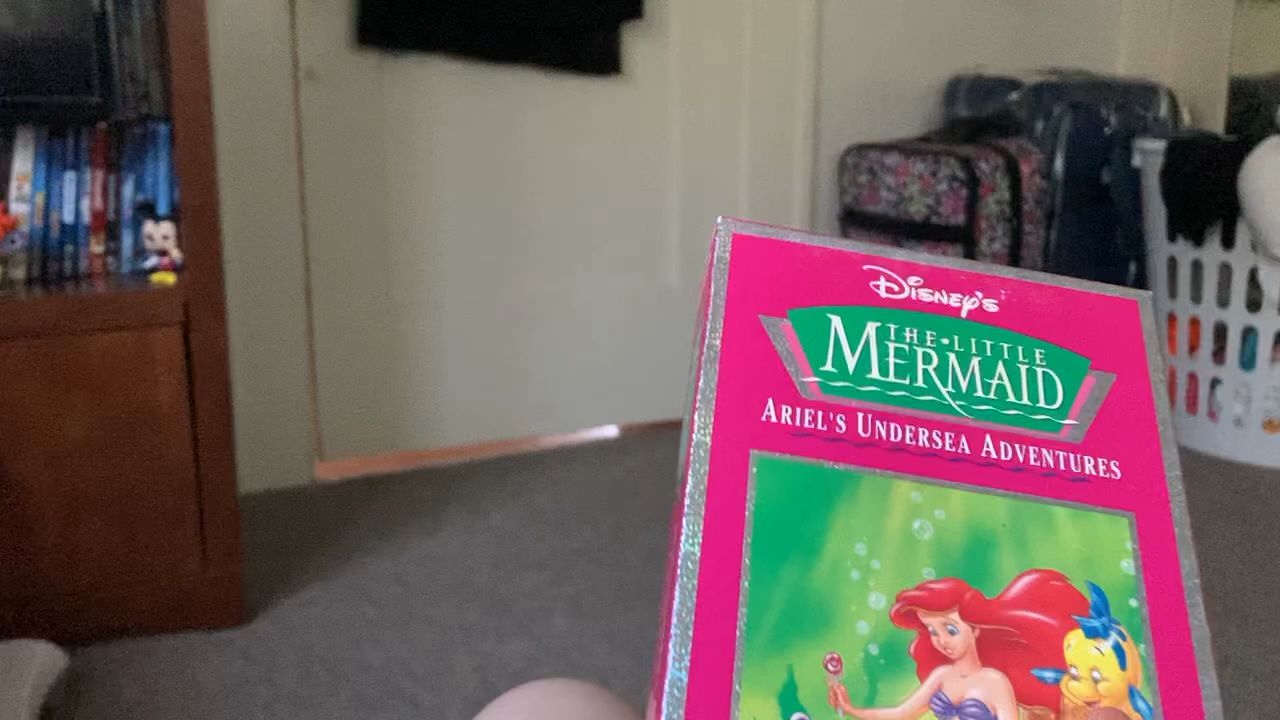 DISNEY'S
THE • LITTLE
MERMAID
ARIEL'S UNDERSEA ADVENTURES